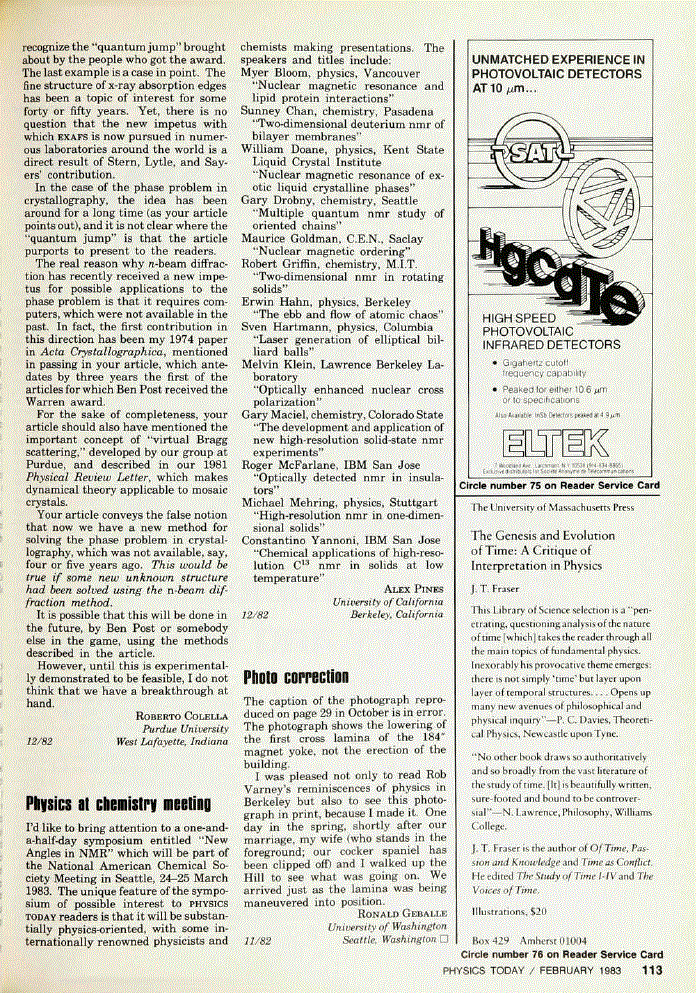 recognize the "quantum jump" brought
about by the people who got the award.
The last example is a case in point. The
fine structure of x-ray absorption edges
has been a topic of interest for some
forty or fifty years. Yet, there is no
question that the new impetus with
which EXAFS is now pursued in numer-
ous laboratories around the world is a
direct result of Stern, Lytle, and Say-
ers' contribution.
In the case of the phase problem in
crystallography, the idea has been
around for a long time (as your article
points out), and it is not clear where the
"quantum jump" is that the article
purports to present to the readers.
The real reason why n-beam diffrac-
tion has recently received a new impe-
tus for possible applications to the
phase problem is that it requires com-
puters, which were not available in the
past. In fact, the first contribution in
this direction has been my 1974 paper
in Acta Crystallographica, mentioned
in passing in your article, which ante-
dates by three years the first of the
articles for which Ben Post received the
Warren award.
For the sake of completeness, your
article should also have mentioned the
important concept of "virtual Bragg
scattering," developed by our group at
Purdue, and described in our 1981
Physical Review Letter, which makes
dynamical theory applicable to mosaic
crystals.
Your article conveys the false notion
that now we have a new method for
solving the phase problem in crystal-
lography, which was not available, say,
four or five years ago. This would be
true if some new unknown structure
had been solved using the n-beam dif-
fraction method.
It is possible that this will be done in
the future, by Ben Post or somebody
else in the game, using the methods
described in the article.
However, until this is experimental-
ly demonstrated to be feasible, I do not
think that we have a breakthrough at
hand.
ROBERTO COLELLA
Purdue University
12/82 West Lafayette, Indiana
Physics at chemistry meeting
I'd like to bring attention to a one-and-
a-half-day symposium entitled "New
Angles in NMR" which will be part of
the National American Chemical So-
ciety Meeting in Seattle, 24–25 March
1983. The unique feature of the sympo-
sium of possible interest to PHYSICS
TODAY readers is that it will be substan-
tially physics-oriented, with some in-
ternationally renowned physicists and
chemists making presentations. The
speakers and titles include:
Myer Bloom, physics, Vancouver
"Nuclear magnetic resonance and
lipid protein interactions"
Sunney Chan, chemistry, Pasadena
"Two-dimensional deuterium nmr of
bilayer membranes"
William Doane, physics, Kent State
Liquid Crystal Institute
"Nuclear magnetic resonance of ex-
otic liquid crystalline phases"
Gary Drobny, chemistry, Seattle
"Multiple quantum nmr study of
oriented chains"
Maurice Goldman, C.E.N., Saclay
"Nuclear magnetic ordering"
Robert Griffin, chemistry, M.I.T.
"Two-dimensional nmr in rotating
solids"
Erwin Hahn, physics, Berkeley
"The ebb and flow of atomic chaos"
Sven Hartmann, physics, Columbia
"Laser generation of elliptical bil-
liard balls"
Melvin Klein, Lawrence Berkeley La-
boratory
"Optically enhanced nuclear cross
polarization"
Gary Maciel, chemistry, Colorado State
"The development and application of
new high-resolution solid-state nmr
experiments"
Roger McFarlane, IBM San Jose
"Optically detected nmr in insula-
tors"
Michael Mehring, physics, Stuttgart
"High-resolution nmr in one-dimen-
sional solids"
Constantino Yannoni, IBM San Jose
"Chemical applications of high-reso-
lution C13 nmr in solids at low
temperature"
ALEX PINES
University of California
12/82 Berkeley, California
Photo correction
The caption of the photograph repro-
duced on page 29 in October is in error.
The photograph shows the lowering of
the first cross lamina of the 184″
magnet yoke, not the erection of the
building.
I was pleased not only to read Rob
Varney's reminiscences of physics in
Berkeley but also to see this photo-
graph in print, because I made it. One
day in the spring, shortly after our
marriage, my wife (who stands in the
foreground; our cocker spaniel has
been clipped off) and I walked up the
Hill to see what was going on. We
arrived just as the lamina was being
maneuvered into position.
RONALD GEBALLE
University of Washington
11/82 Seattle, Washington □
UNMATCHED EXPERIENCE IN
PHOTOVOLTAIC DETECTORS
AT 10 μm...
SAT
HgCdTe
HIGH SPEED
PHOTOVOLTAIC
INFRARED DETECTORS
• Gigahertz cutoff
frequency capability
• Peaked for either 10.6 μm
or to specifications
Also Available: InSb Detectors peaked at 4.9 μm
ELTEK
7 Woodland Ave., Larchmont, N.Y. 10538 (914-834-8865)
Exclusive distributors for Société Anonyme de Télécommunications
Circle number 75 on Reader Service Card
The University of Massachusetts Press
The Genesis and Evolution
of Time: A Critique of
Interpretation in Physics
J. T. Fraser
This Library of Science selection is a "pen-
etrating, questioning analysis of the nature
of time [which] takes the reader through all
the main topics of fundamental physics.
Inexorably his provocative theme emerges:
there is not simply 'time' but layer upon
layer of temporal structures. . . . Opens up
many new avenues of philosophical and
physical inquiry"—P. C. Davies, Theoreti-
cal Physics, Newcastle upon Tyne.
"No other book draws so authoritatively
and so broadly from the vast literature of
the study of time. [It] is beautifully written,
sure-footed and bound to be controver-
sial"—N. Lawrence, Philosophy, Williams
College.
J. T. Fraser is the author of Of Time, Pas-
sion and Knowledge and Time as Conflict.
He edited The Study of Time I-IV and The
Voices of Time.
Illustrations, $20
Box 429 Amherst 01004
Circle number 76 on Reader Service Card
PHYSICS TODAY / FEBRUARY 1983 113